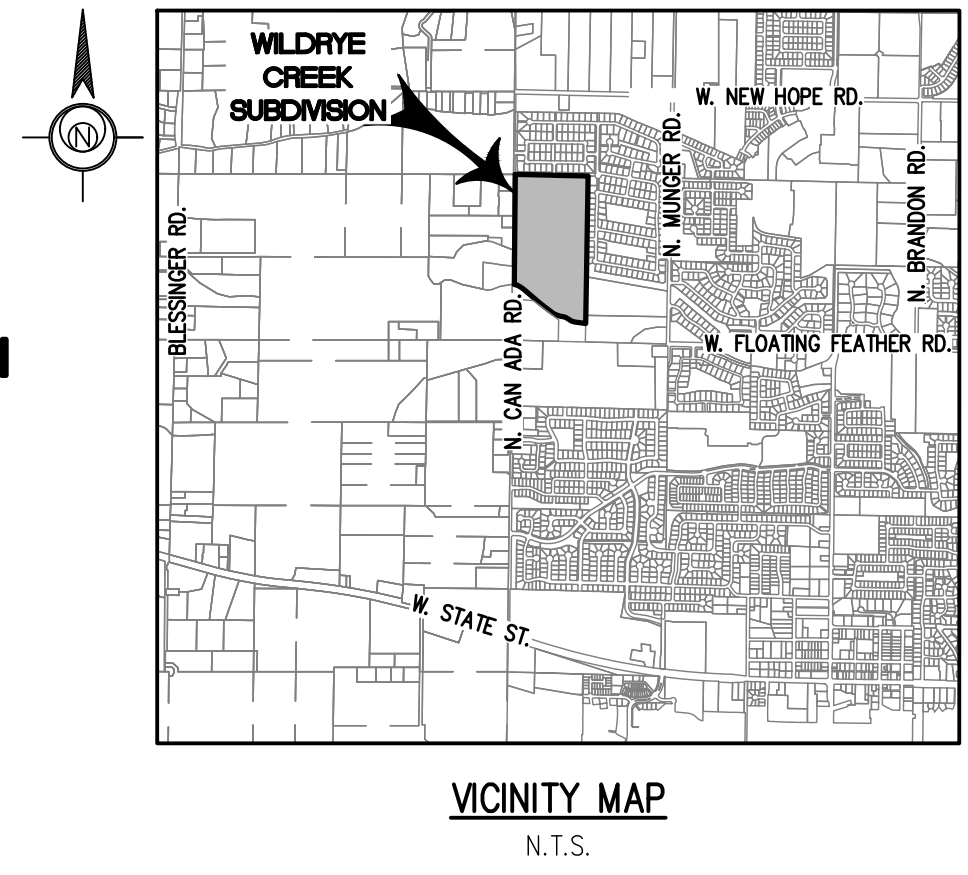 WILDRYE
CREEK
SUBDIVISION
W. NEW HOPE RD.
N. MUNGER RD.
N. BRANDON RD.
BLESSINGER RD.
N
N. CAN ADA RD.
W. FLOATING FEATHER RD.
W. STATE ST.
VICINITY MAP
N.T.S.